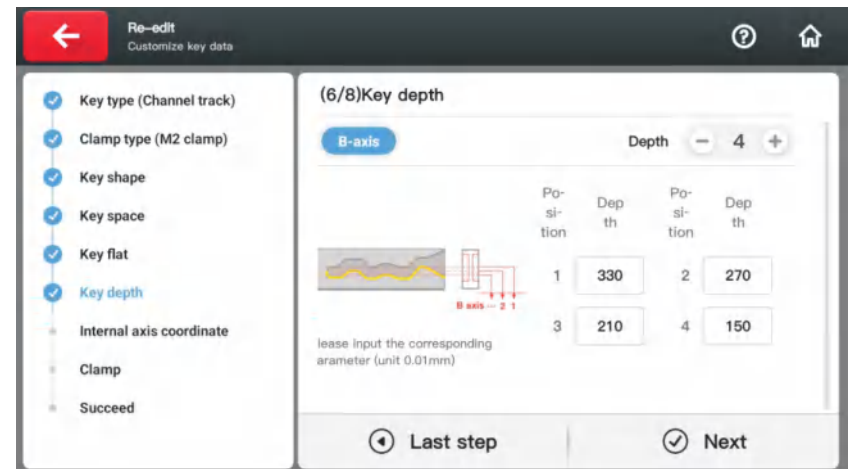 Re-edit
Customize key data
Key type (Channel track)
Clamp type (M2 clamp)
Key shape
Key space
Key flat
Key depth
Internal axis coordinate
Clamp
Succeed
(6/8)Key depth
B-axis
Depth - 4 +
Po-
si-
tion
Dep
th
Po-
si-
tion
Dep
th
1 330 2 270
3 210 4 150
B axis-- 2 1
lease input the corresponding
arameter (unit 0.01mm)
Last step
Next